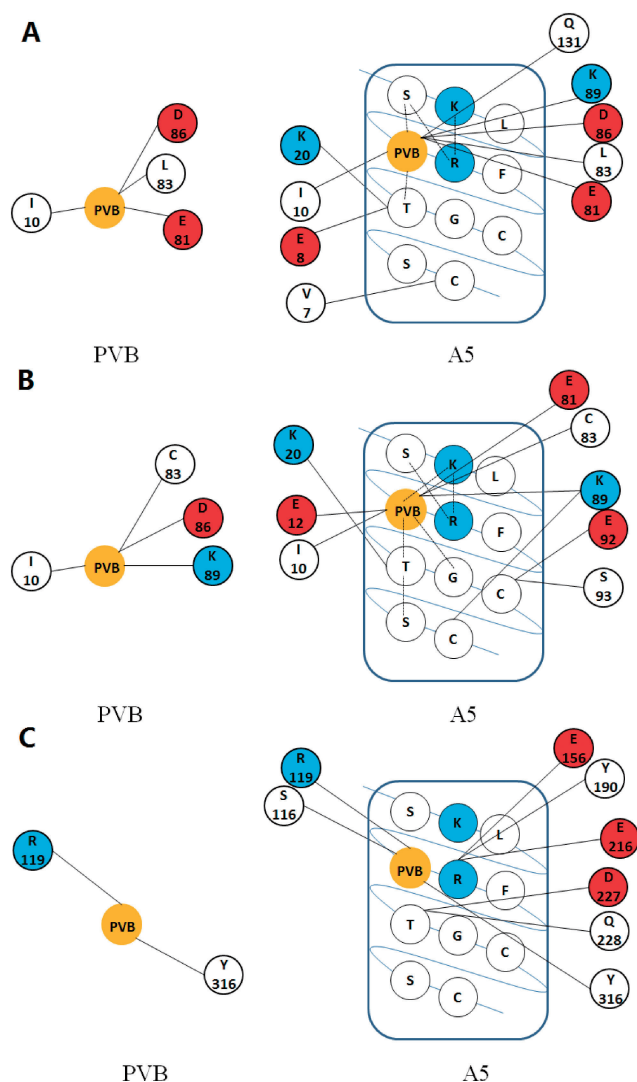 A
D
86
L
83
I
10
PVB
E
81
PVB
Q
131
K
89
D
86
L
83
E
81
K
20
I
10
E
8
V
7
S
K
L
PVB
R
F
T
G
C
S
C
A5
B
C
83
D
86
I
10
PVB
K
89
PVB
E
81
C
83
K
89
E
92
S
93
K
20
E
12
I
10
S
K
L
PVB
R
F
T
G
C
S
C
A5
C
R
119
PVB
Y
316
PVB
R
119
S
116
E
156
Y
190
E
216
D
227
Q
228
Y
316
S
K
L
PVB
R
F
T
G
C
S
C
A5